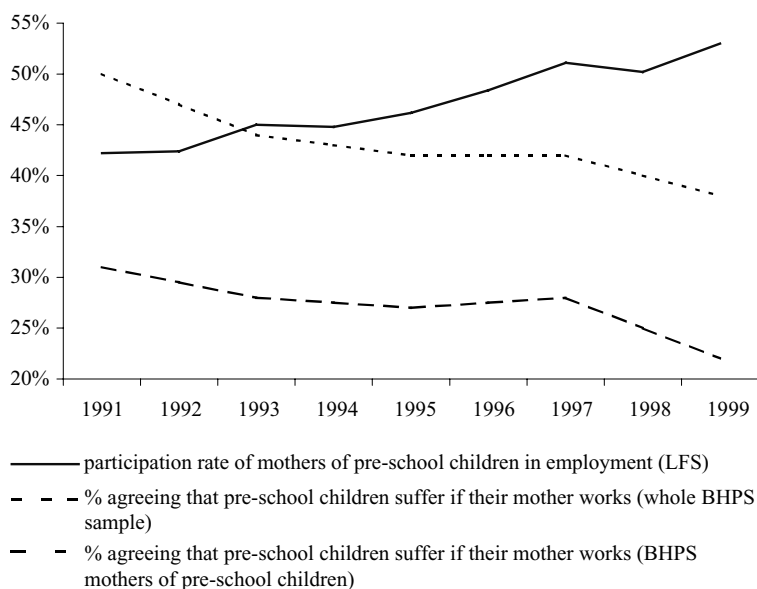 55%
50%
45%
40%
35%
30%
25%
20%
1991 1992 1993 1994 1995 1996 1997 1998 1999
participation rate of mothers of pre-school children in employment (LFS)
% agreeing that pre-school children suffer if their mother works (whole BHPS
sample)
% agreeing that pre-school children suffer if their mother works (BHPS
mothers of pre-school children)